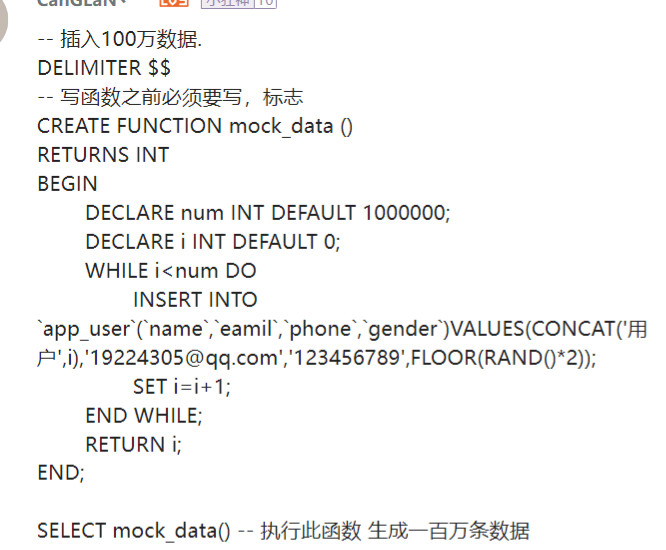 CanGLaN
小狂神 10
-- 插入100万数据.
DELIMITER $$
-- 写函数之前必须要写，标志
CREATE FUNCTION mock_data ()
RETURNS INT
BEGIN
DECLARE num INT DEFAULT 1000000;
DECLARE i INT DEFAULT 0;
WHILE i<num DO
INSERT INTO
`app_user`(`name`,`eamil`,`phone`,`gender`)VALUES(CONCAT('用
户',i),'19224305@qq.com','123456789',FLOOR(RAND()*2));
SET i=i+1;
END WHILE;
RETURN i;
END;
SELECT mock_data() -- 执行此函数 生成一百万条数据